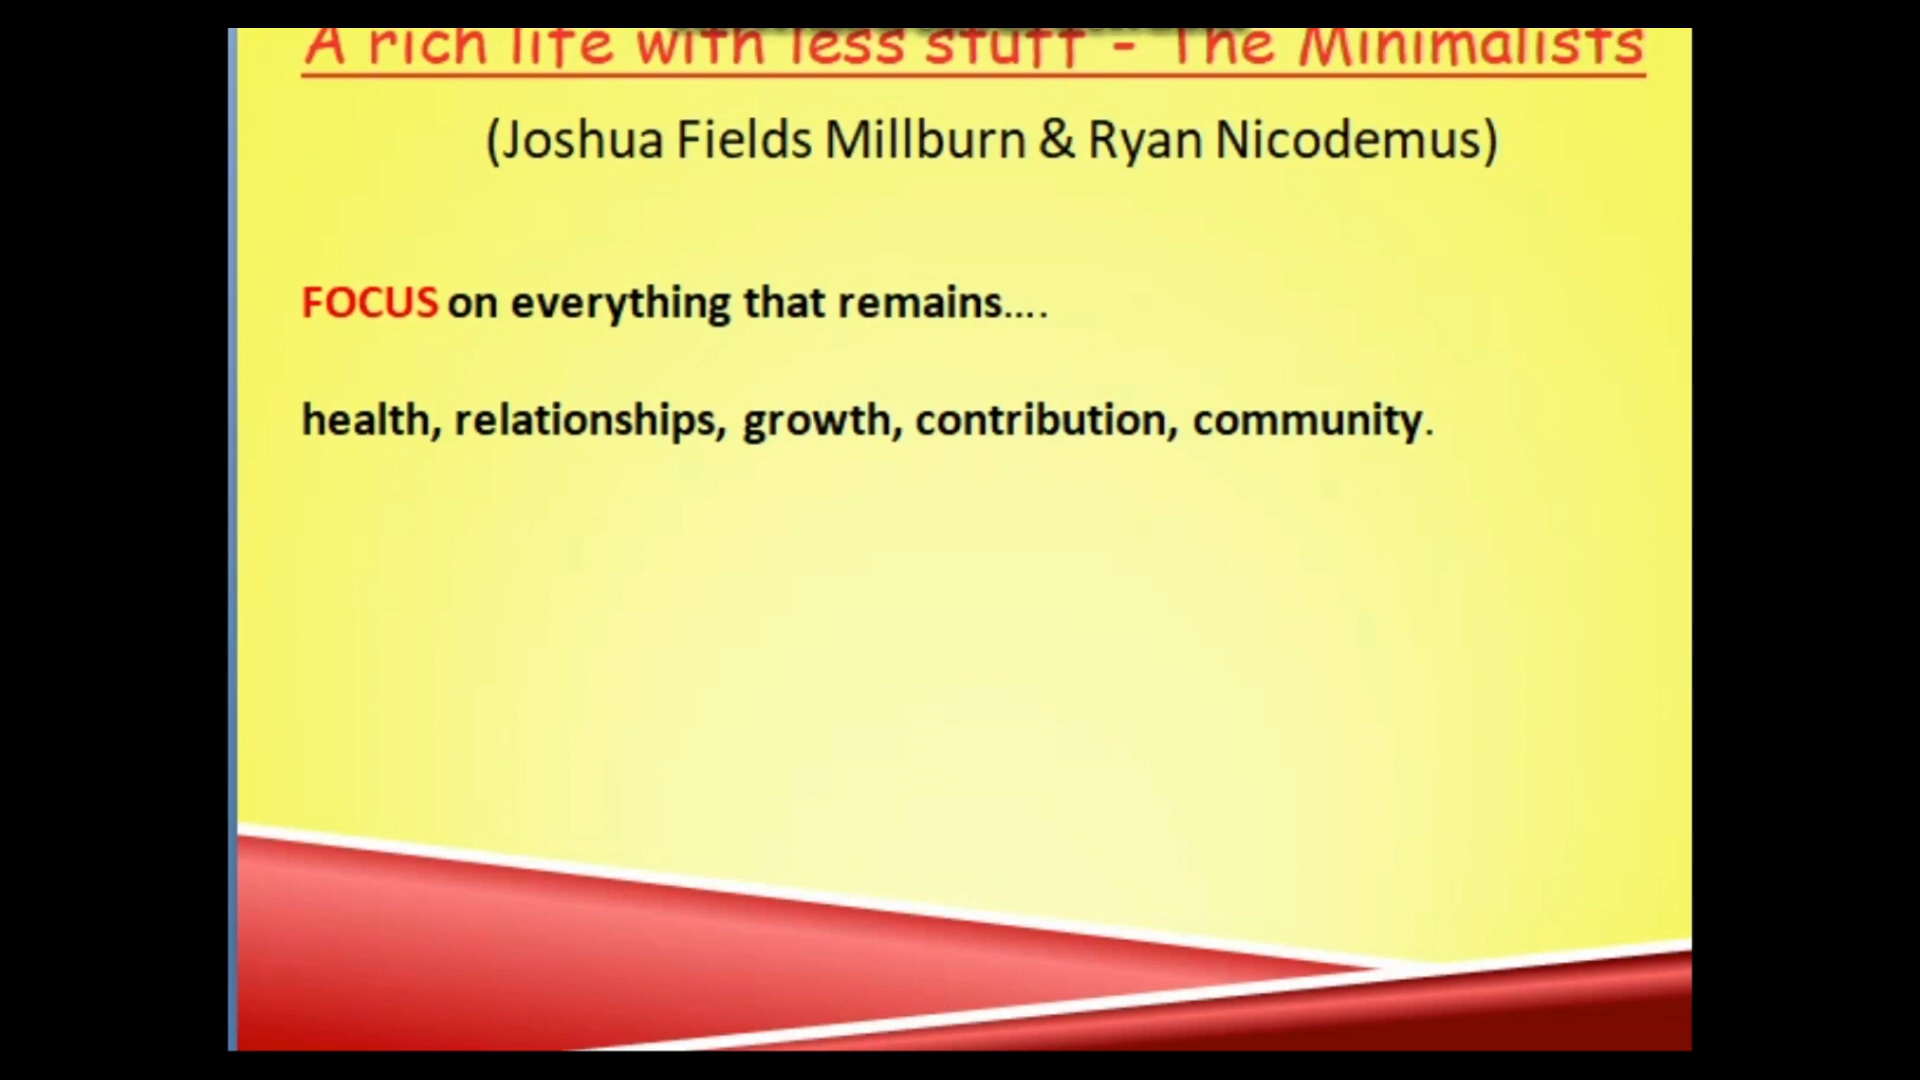 A rich life with less stuff - The Minimalists
(Joshua Fields Millburn & Ryan Nicodemus)
FOCUS on everything that remains....
health, relationships, growth, contribution, community.